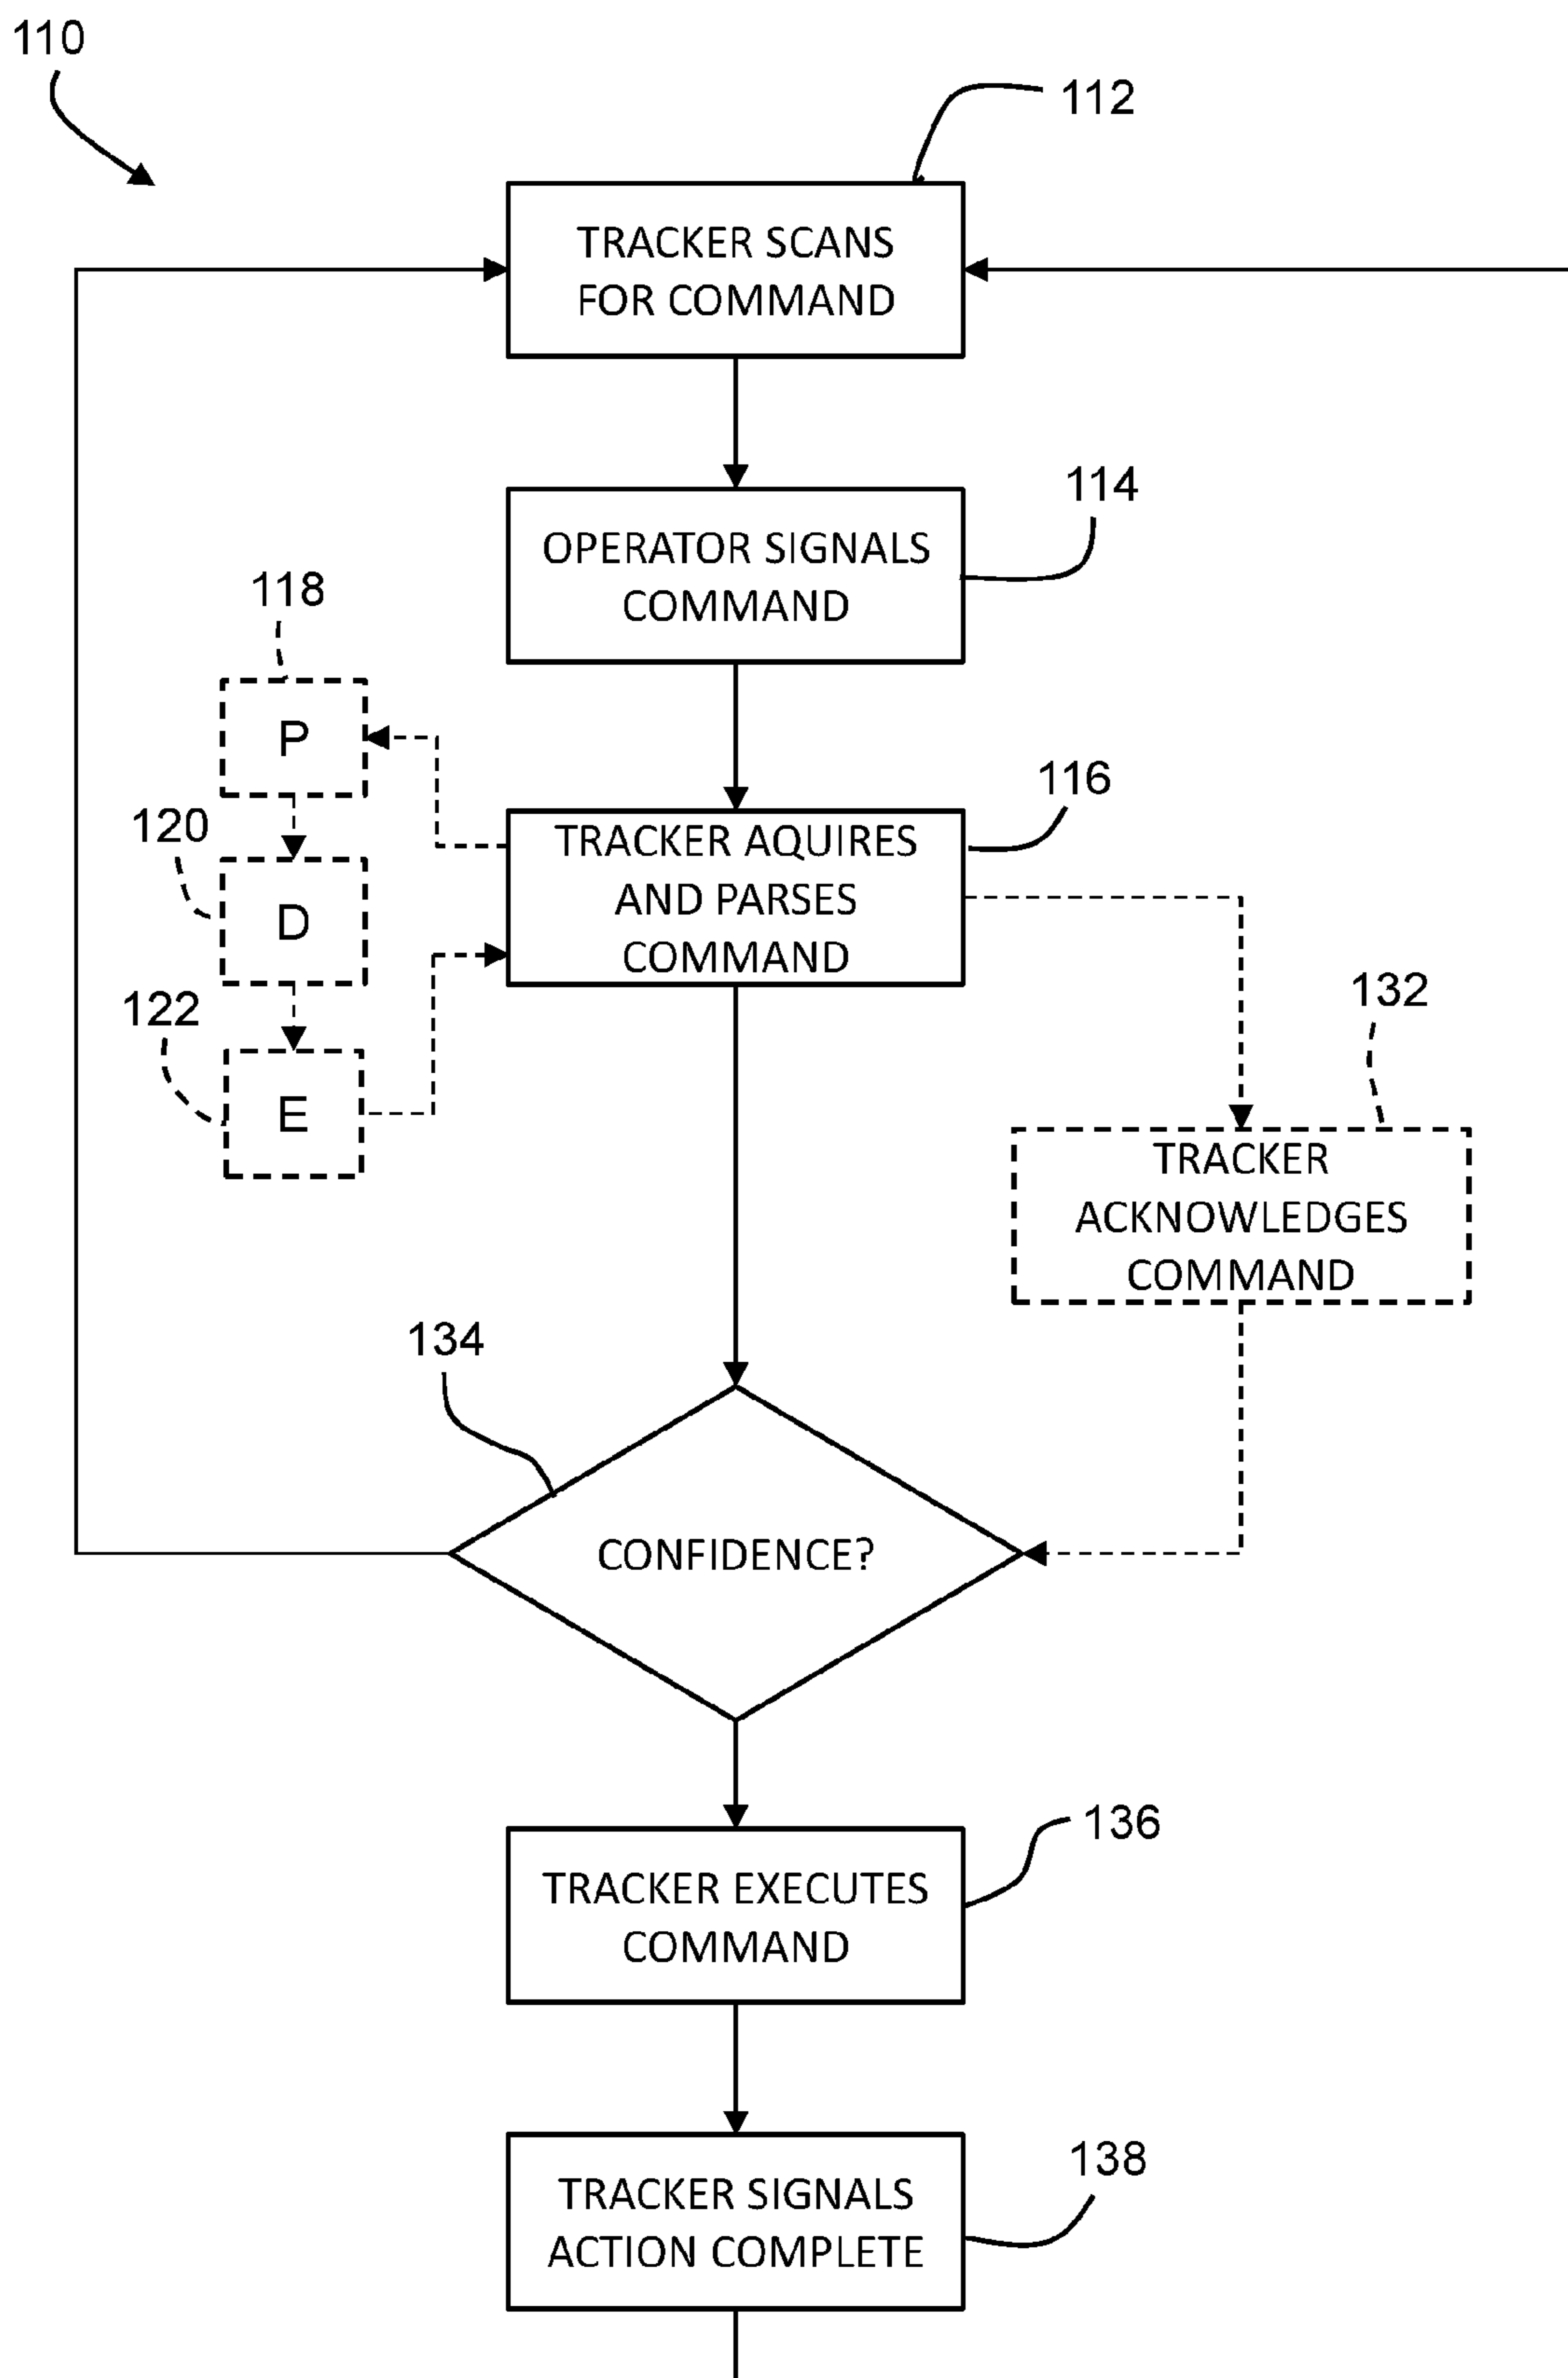 110
112
TRACKER SCANS
FOR COMMAND
114
OPERATOR SIGNALS
COMMAND
118
P
116
120
TRACKER AQUIRES
AND PARSES
COMMAND
D
122
132
E
TRACKER
ACKNOWLEDGES
COMMAND
134
CONFIDENCE?
136
TRACKER EXECUTES
COMMAND
138
TRACKER SIGNALS
ACTION COMPLETE